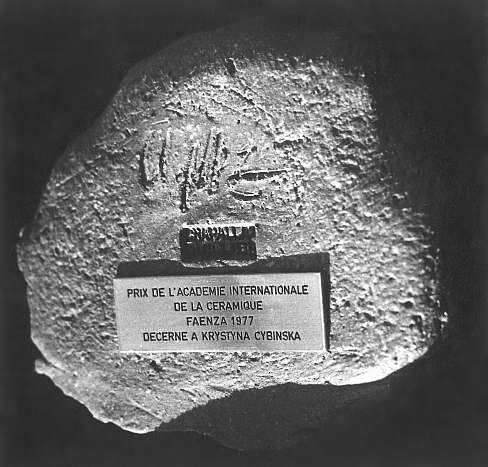 PRIX DE L'ACADEMIE INTERNATIONALE
DE LA CERAMIQUE
FAENZA 1977
DECERNE A KRYSTYNA CYBINSKA